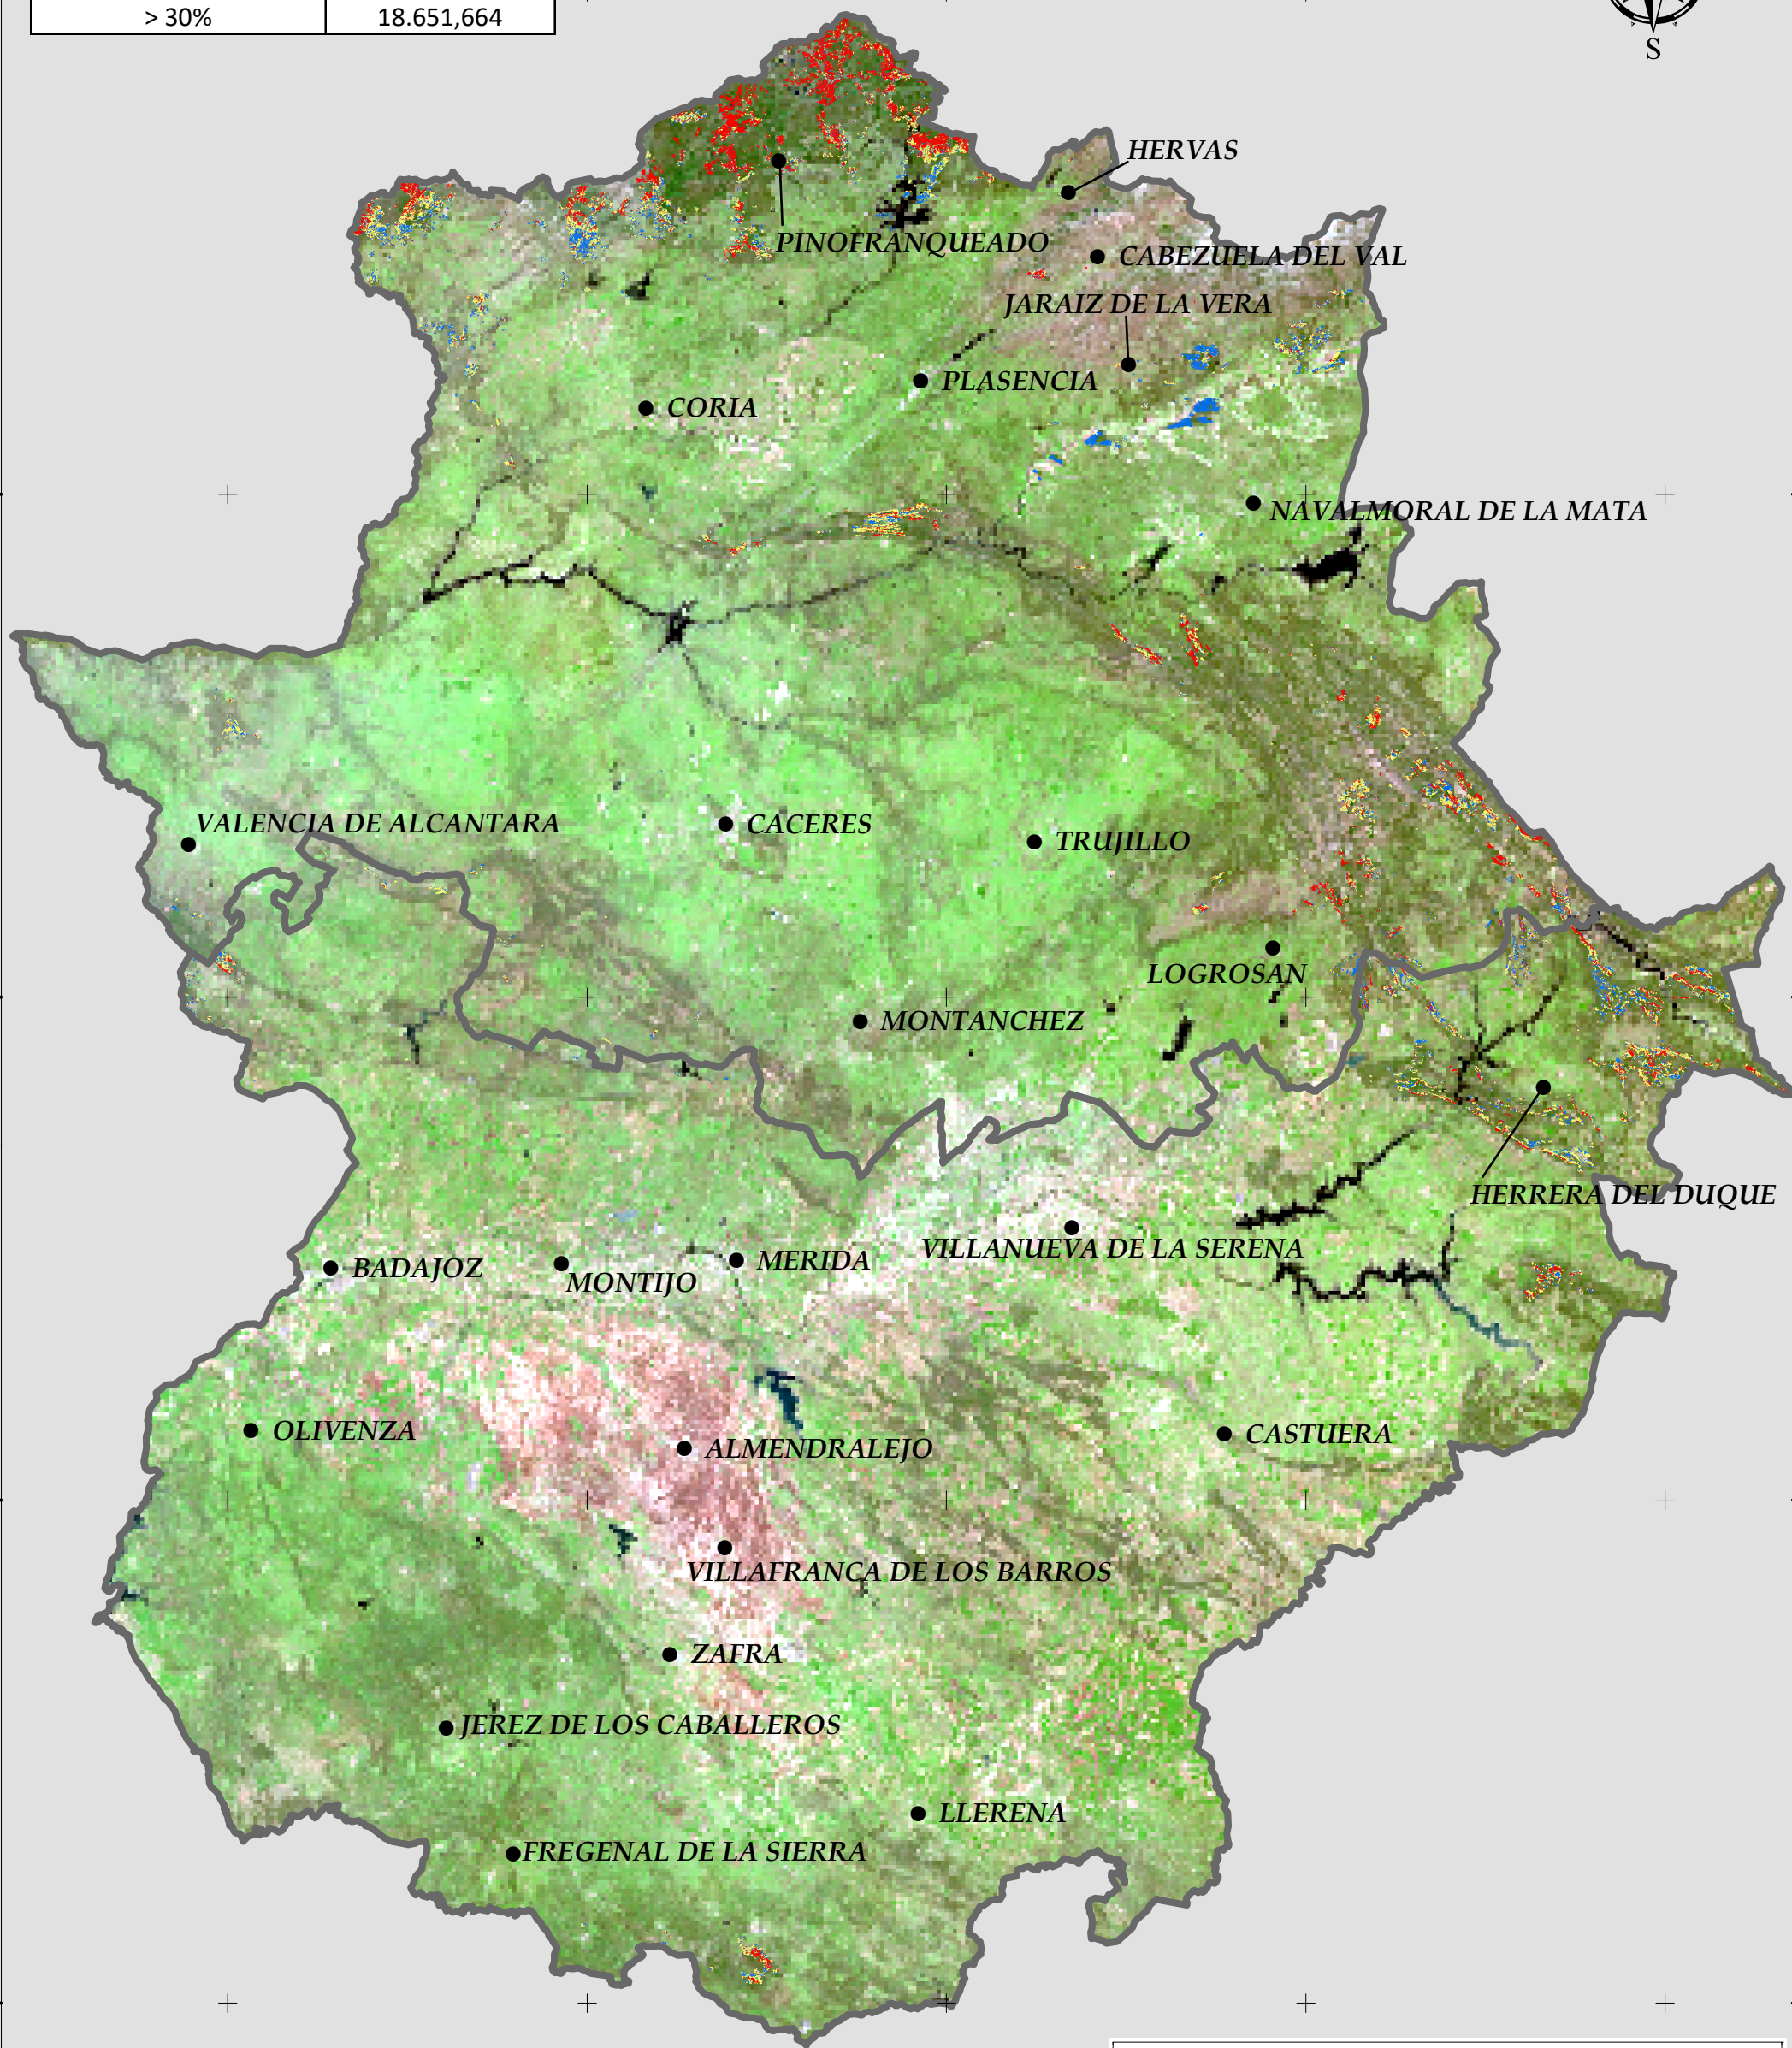 > 30% 18.651,664
S
HERVAS
PINOFRANQUEADO
CABEZUELA DEL VAL
JARAIZ DE LA VERA
PLASENCIA
CORIA
NAVALMORAL DE LA MATA
VALENCIA DE ALCANTARA
CACERES
TRUJILLO
LOGROSAN
MONTANCHEZ
HERRERA DEL DUQUE
VILLANUEVA DE LA SERENA
MERIDA
BADAJOZ
MONTIJO
OLIVENZA
CASTUERA
ALMENDRALEJO
VILLAFRANCA DE LOS BARROS
ZAFRA
JEREZ DE LOS CABALLEROS
LLERENA
FREGENAL DE LA SIERRA